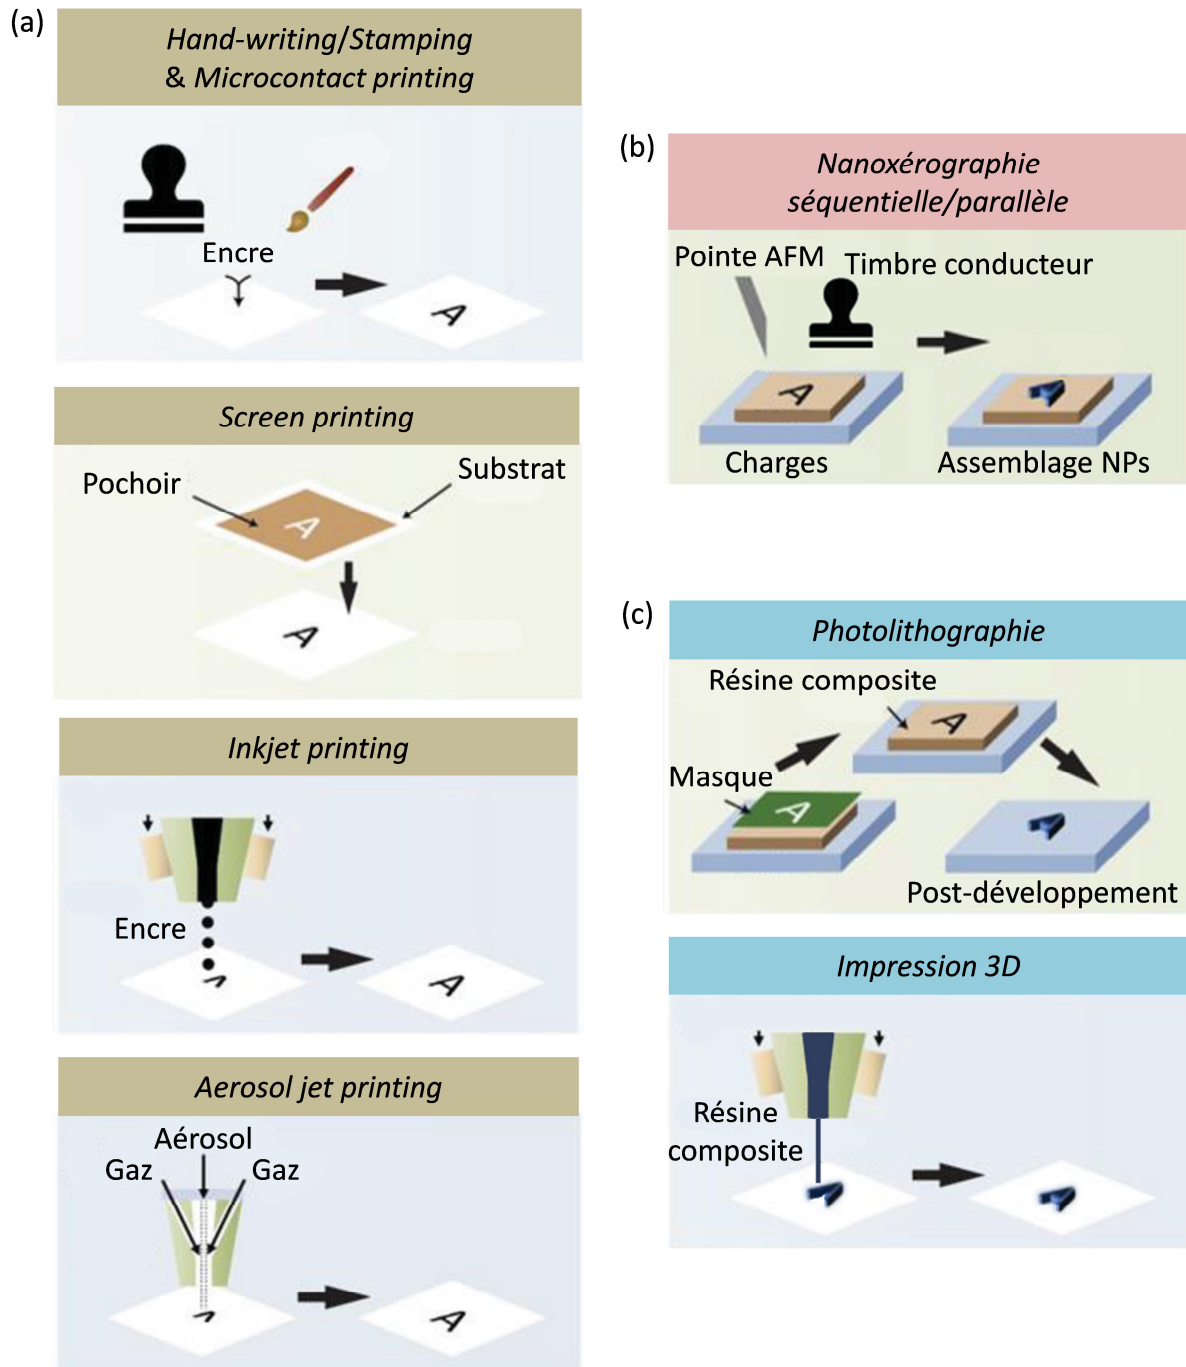 (a)
Hand-writing/Stamping
& Microcontact printing
Encre
A
Screen printing
Pochoir
Substrat
A
A
Inkjet printing
Encre
A
Aerosol jet printing
Aérosol
Gaz
Gaz
A
(b)
Nanoxérographie
séquentielle/parallèle
Pointe AFM
Timbre conducteur
A
A
Charges
Assemblage NPs
(c)
Photolithographie
Résine composite
A
Masque
A
A
Post-développement
Impression 3D
Résine
composite
A
A